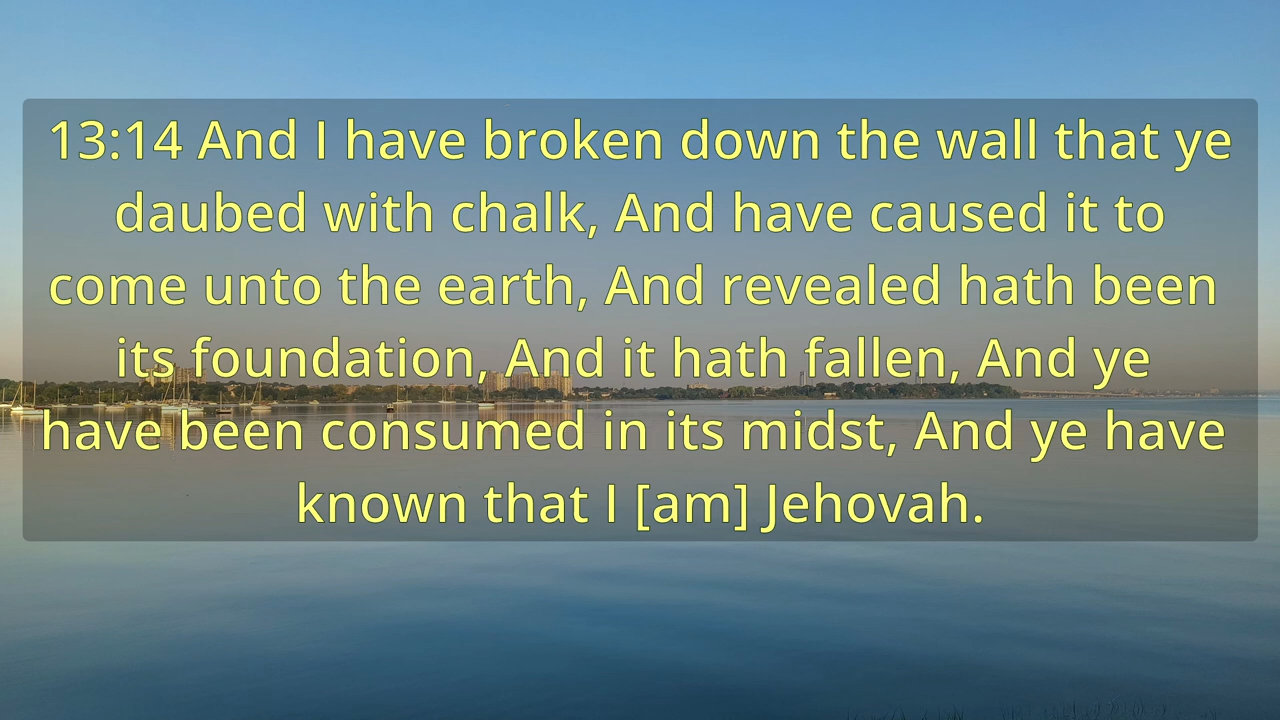 13:14 And I have broken down the wall that ye
daubed with chalk, And have caused it to
come unto the earth, And revealed hath been
its foundation, And it hath fallen, And ye
have been consumed in its midst, And ye have
known that I [am] Jehovah.